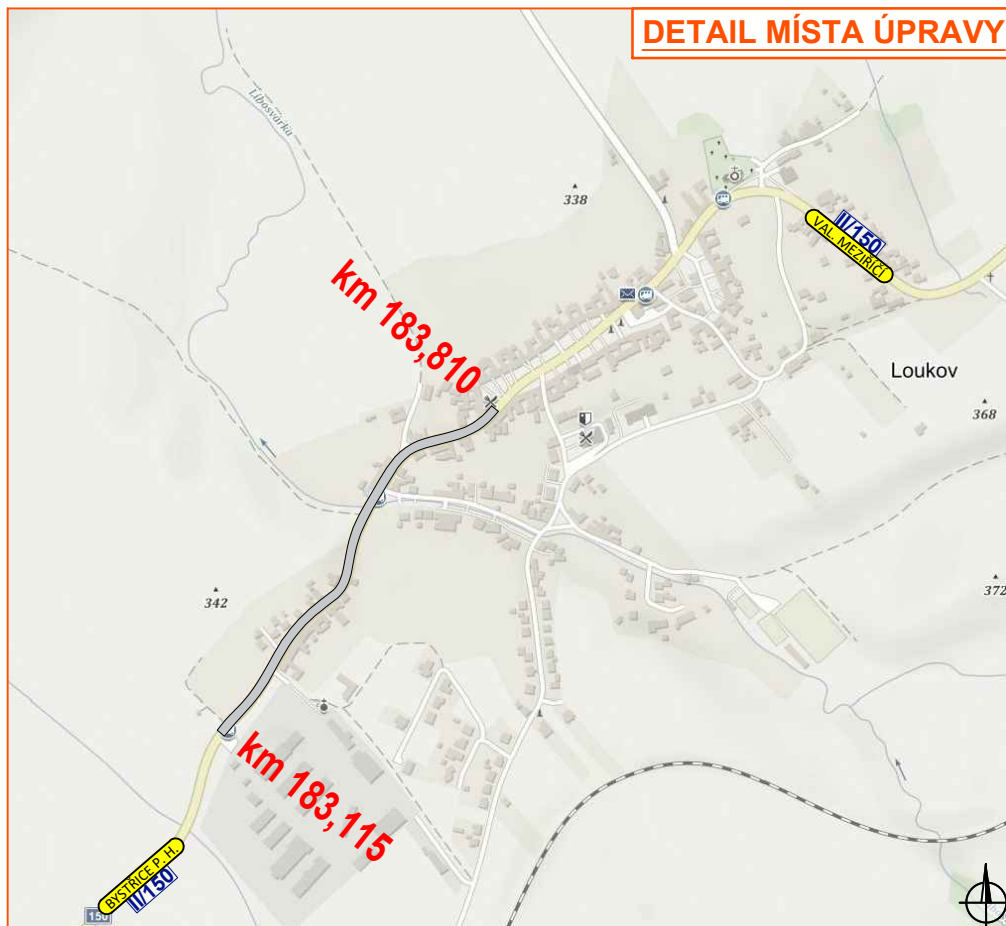 DETAIL MÍSTA ÚPRAVY
Libosvárka
338
II/150
VAL. MEZIŘÍČÍ
km 183,810
Loukov
368
342
372
km 183,115
BYSTŘICE P. H.
II/150
150